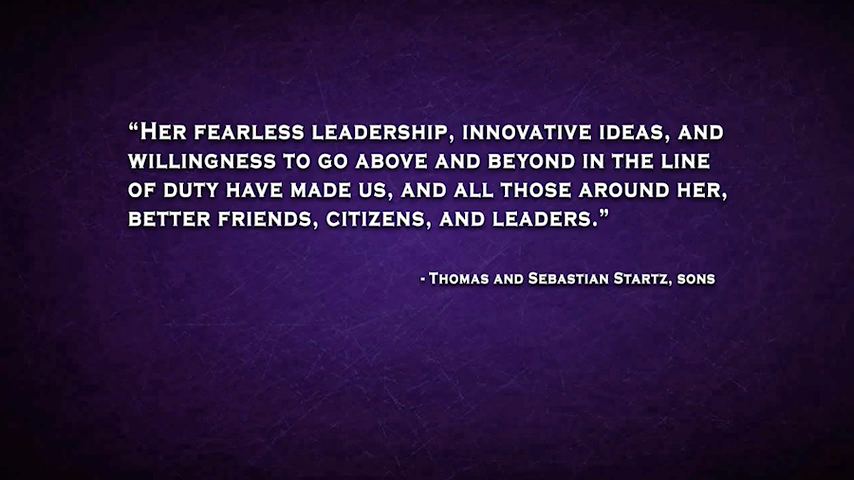 “Her fearless leadership, innovative ideas, and
willingness to go above and beyond in the line
of duty have made us, and all those around her,
better friends, citizens, and leaders.”
- Thomas and Sebastian Startz, sons